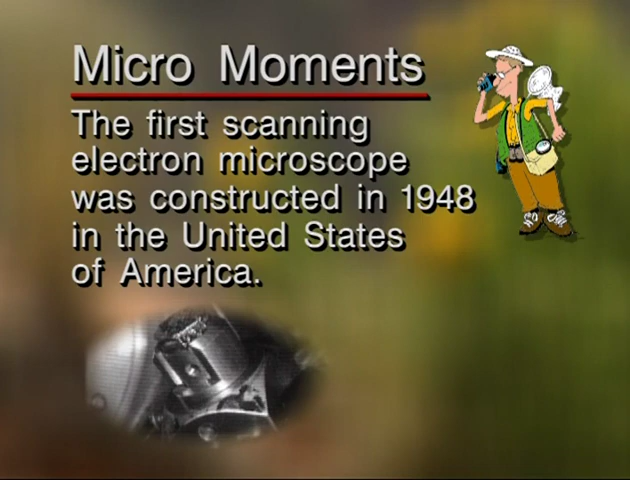 Micro Moments
The first scanning
electron microscope
was constructed in 1948
in the United States
of America.